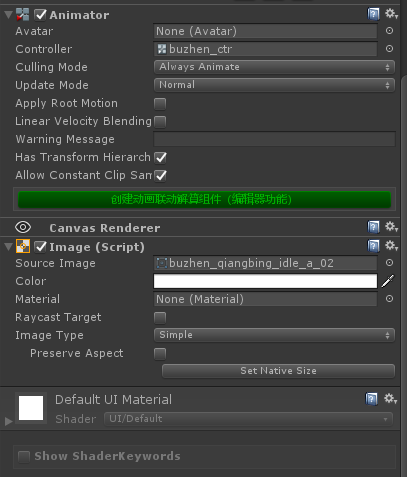 Animator
Avatar None (Avatar)
Controller buzhen_ctr
Culling Mode Always Animate
Update Mode Normal
Apply Root Motion
Linear Velocity Blending
Warning Message
Has Transform Hierarch
Allow Constant Clip Sam
创建动画联动解算组件 (编辑器功能)
Canvas Renderer
Image (Script)
Source Image buzhen_qiangbing_idle_a_02
Color
Material None (Material)
Raycast Target
Image Type Simple
Preserve Aspect
Set Native Size
Default UI Material
Shader UI/Default
Show ShaderKeywords